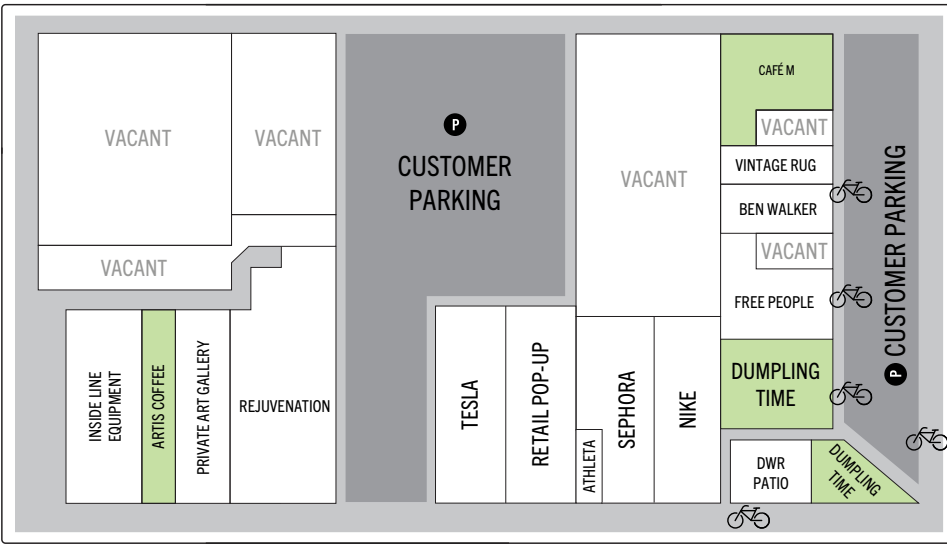 VACANT
VACANT
VACANT
INSIDE LINE
EQUIPMENT
ARTIS COFFEE
PRIVATE ART GALLERY
REJUVENATION
P
CUSTOMER
PARKING
TESLA
RETAIL POP-UP
ATHLETA
SEPHORA
NIKE
VACANT
CAFÉ M
VACANT
VINTAGE RUG
BEN WALKER
VACANT
FREE PEOPLE
DUMPLING
TIME
DWR
PATIO
DUMPLING
TIME
P CUSTOMER PARKING